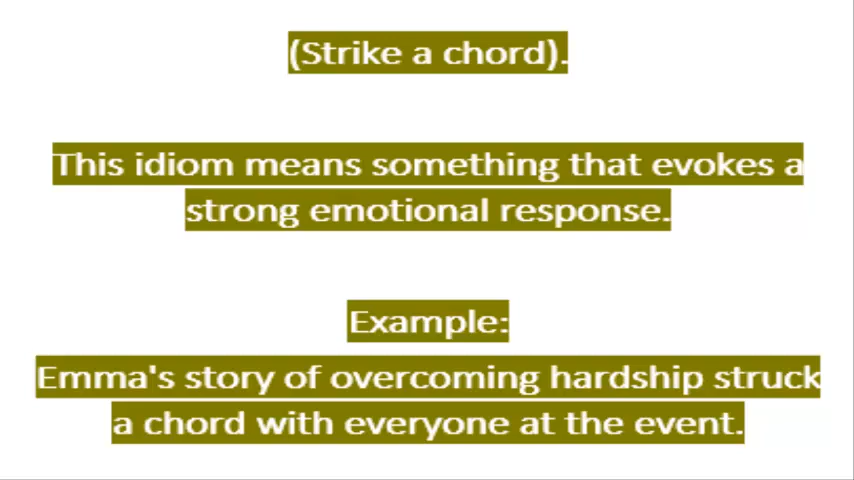 (Strike a chord).
This idiom means something that evokes a
strong emotional response.
Example:
Emma's story of overcoming hardship struck
a chord with everyone at the event.